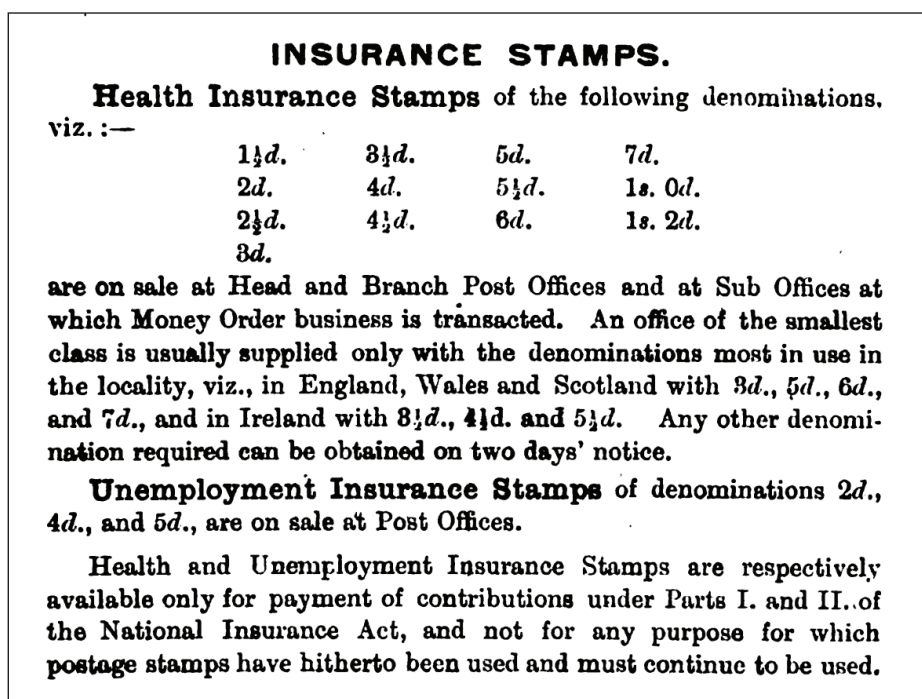 INSURANCE STAMPS.
Health Insurance Stamps of the following denominations,
viz. :—
1½d. 3½d. 5d. 7d.
2d. 4d. 5½d. 1s. 0d.
2½d. 4½d. 6d. 1s. 2d.
3d.
are on sale at Head and Branch Post Offices and at Sub Offices at
which Money Order business is transacted. An office of the smallest
class is usually supplied only with the denominations most in use in
the locality, viz., in England, Wales and Scotland with 3d., 5d., 6d.,
and 7d., and in Ireland with 3½d., 4½d. and 5½d. Any other denomi-
nation required can be obtained on two days' notice.
Unemployment Insurance Stamps of denominations 2d.,
4d., and 5d., are on sale at Post Offices.
Health and Unemployment Insurance Stamps are respectively
available only for payment of contributions under Parts I. and II. of
the National Insurance Act, and not for any purpose for which
postage stamps have hitherto been used and must continue to be used.